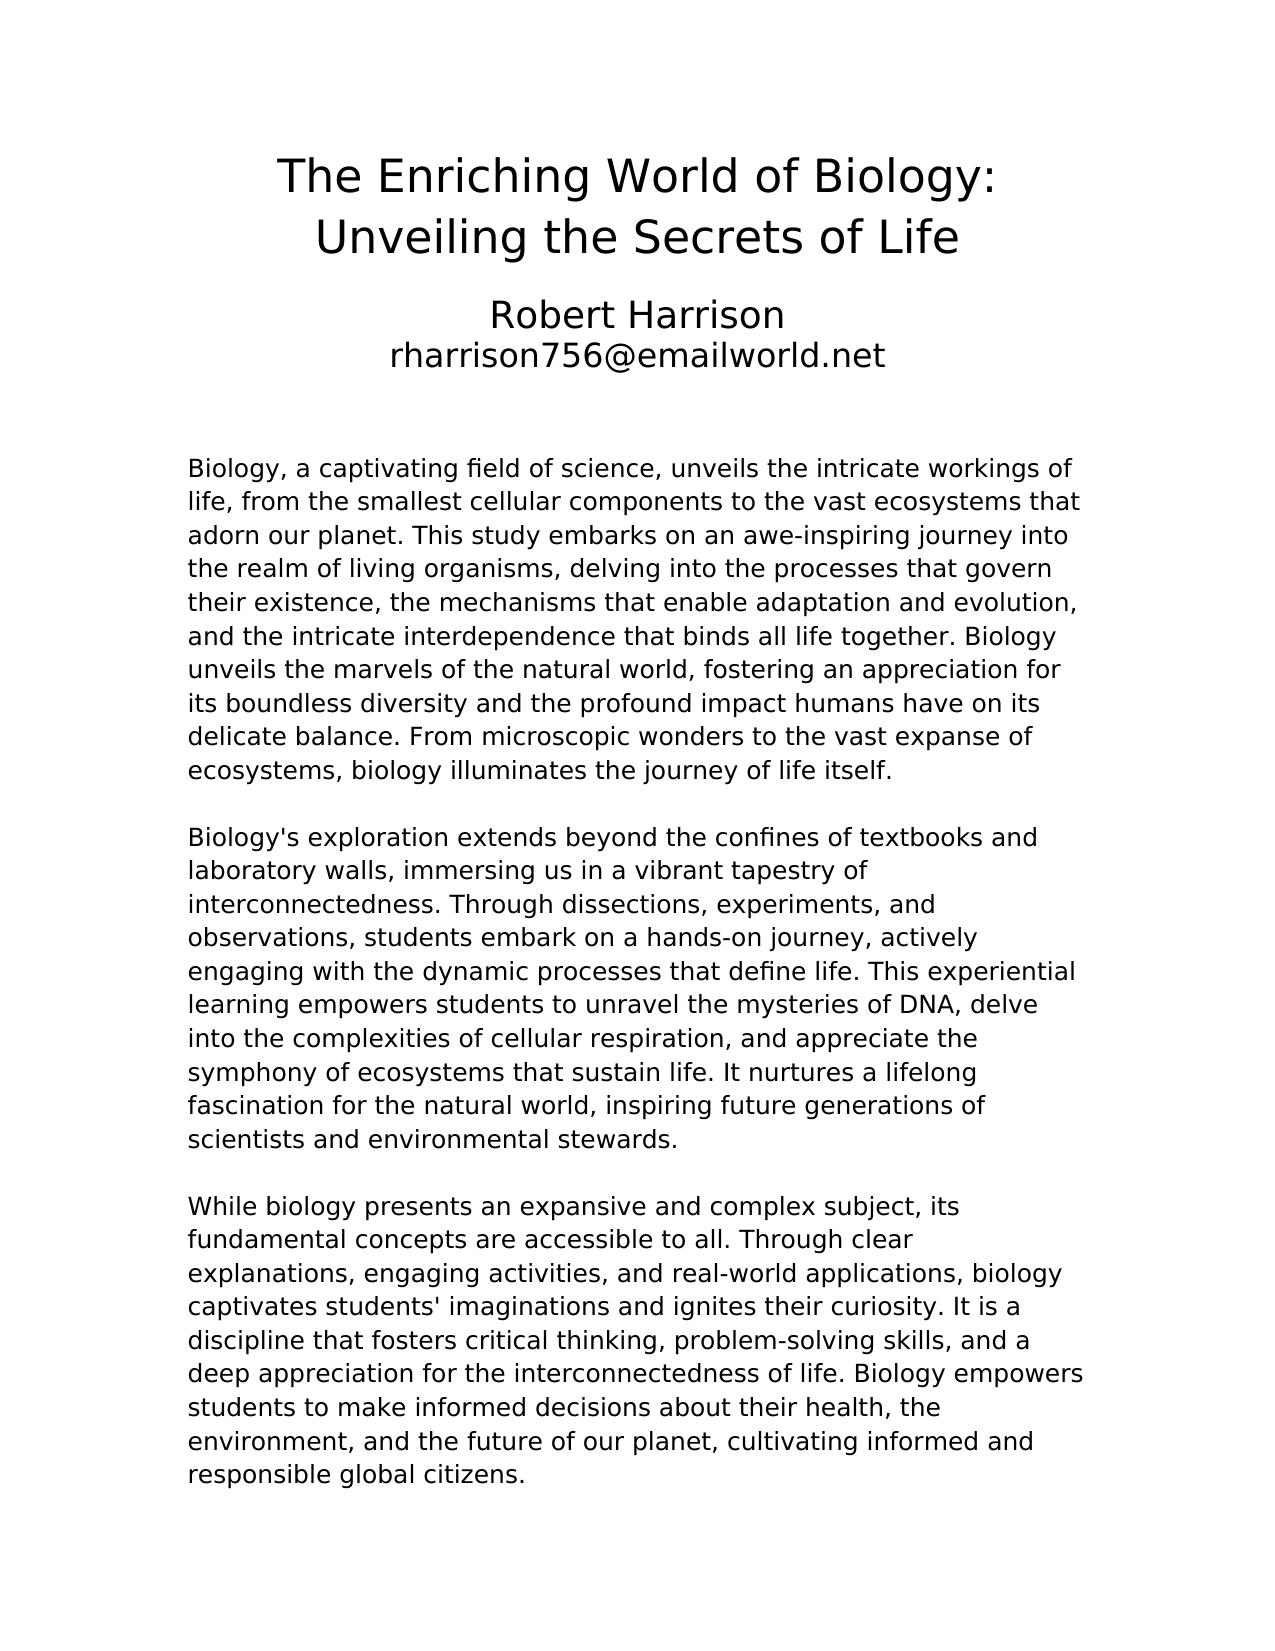 The Enriching World of Biology:
Unveiling the Secrets of Life
Robert Harrison
rharrison756@emailworld.net
Biology, a captivating field of science, unveils the intricate workings of
life, from the smallest cellular components to the vast ecosystems that
adorn our planet. This study embarks on an awe-inspiring journey into
the realm of living organisms, delving into the processes that govern
their existence, the mechanisms that enable adaptation and evolution,
and the intricate interdependence that binds all life together. Biology
unveils the marvels of the natural world, fostering an appreciation for
its boundless diversity and the profound impact humans have on its
delicate balance. From microscopic wonders to the vast expanse of
ecosystems, biology illuminates the journey of life itself.
Biology's exploration extends beyond the confines of textbooks and
laboratory walls, immersing us in a vibrant tapestry of
interconnectedness. Through dissections, experiments, and
observations, students embark on a hands-on journey, actively
engaging with the dynamic processes that define life. This experiential
learning empowers students to unravel the mysteries of DNA, delve
into the complexities of cellular respiration, and appreciate the
symphony of ecosystems that sustain life. It nurtures a lifelong
fascination for the natural world, inspiring future generations of
scientists and environmental stewards.
While biology presents an expansive and complex subject, its
fundamental concepts are accessible to all. Through clear
explanations, engaging activities, and real-world applications, biology
captivates students' imaginations and ignites their curiosity. It is a
discipline that fosters critical thinking, problem-solving skills, and a
deep appreciation for the interconnectedness of life. Biology empowers
students to make informed decisions about their health, the
environment, and the future of our planet, cultivating informed and
responsible global citizens.